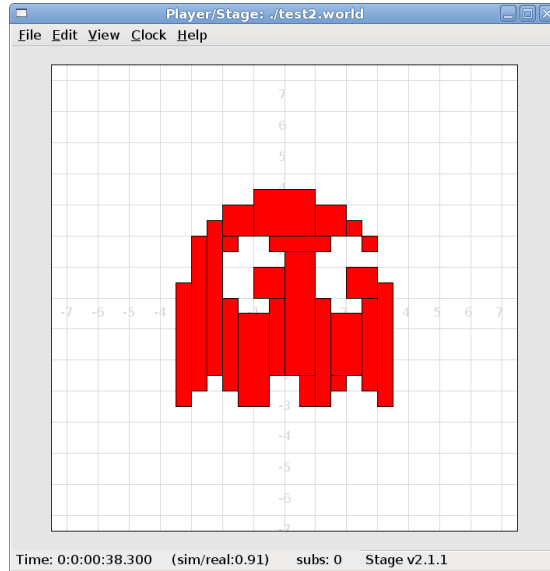 Player/Stage: ./test2.world
File Edit View Clock Help
7
6
5
4
-7 -6 -5 -4 4 5 6 7
-3
-4
-5
-6
-7
Time: 0:0:00:38.300 (sim/real:0.91) subs: 0 Stage v2.1.1